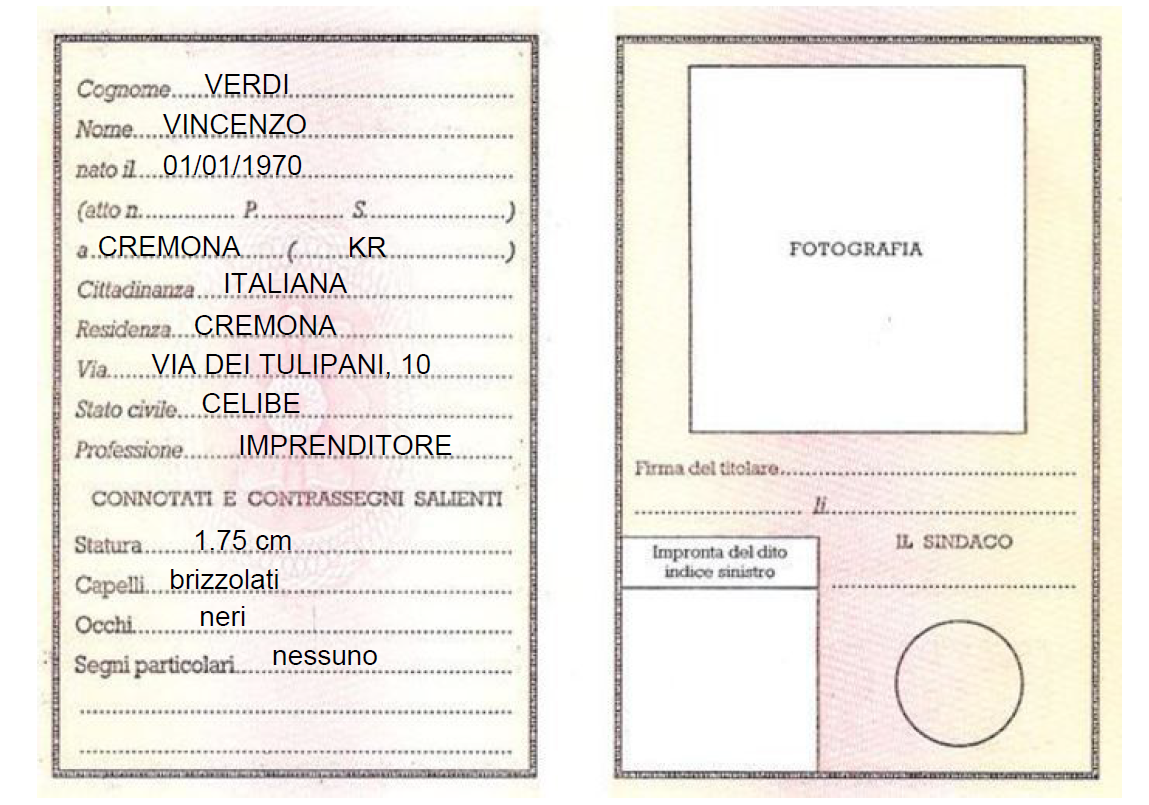 Cognome.....VERDI
Nome.....VINCENZO
nato il.....01/01/1970
(atto n............... P.............. S.......................)
a CREMONA ......( KR ..................)
Cittadinanza....ITALIANA
Residenza....CREMONA
Via.......VIA DEI TULIPANI, 10
Stato civile....CELIBE
Professione.........IMPRENDITORE
CONNOTATI E CONTRASSEGNI SALIENTI
Statura........1.75 cm
Capelli....brizzolati
Occhi...........neri
Segni particolari......nessuno
FOTOGRAFIA
Firma del titolare
li
IL SINDACO
Impronta del dito
indice sinistro